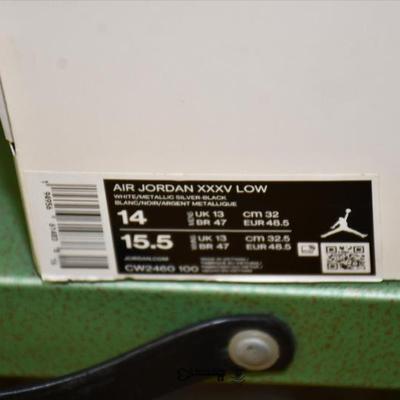 AIR JORDAN XXXV LOW
WHITE/METALLIC SILVER-BLACK
BLANC/NOIR/ARGENT METALLIQUE
14 UK 13 cm 32
BR 47 EUR 48.5
15.5 UK 13 cm 32.5
BR 47 EUR 48.5
JORDAN.COM
CW2460 100